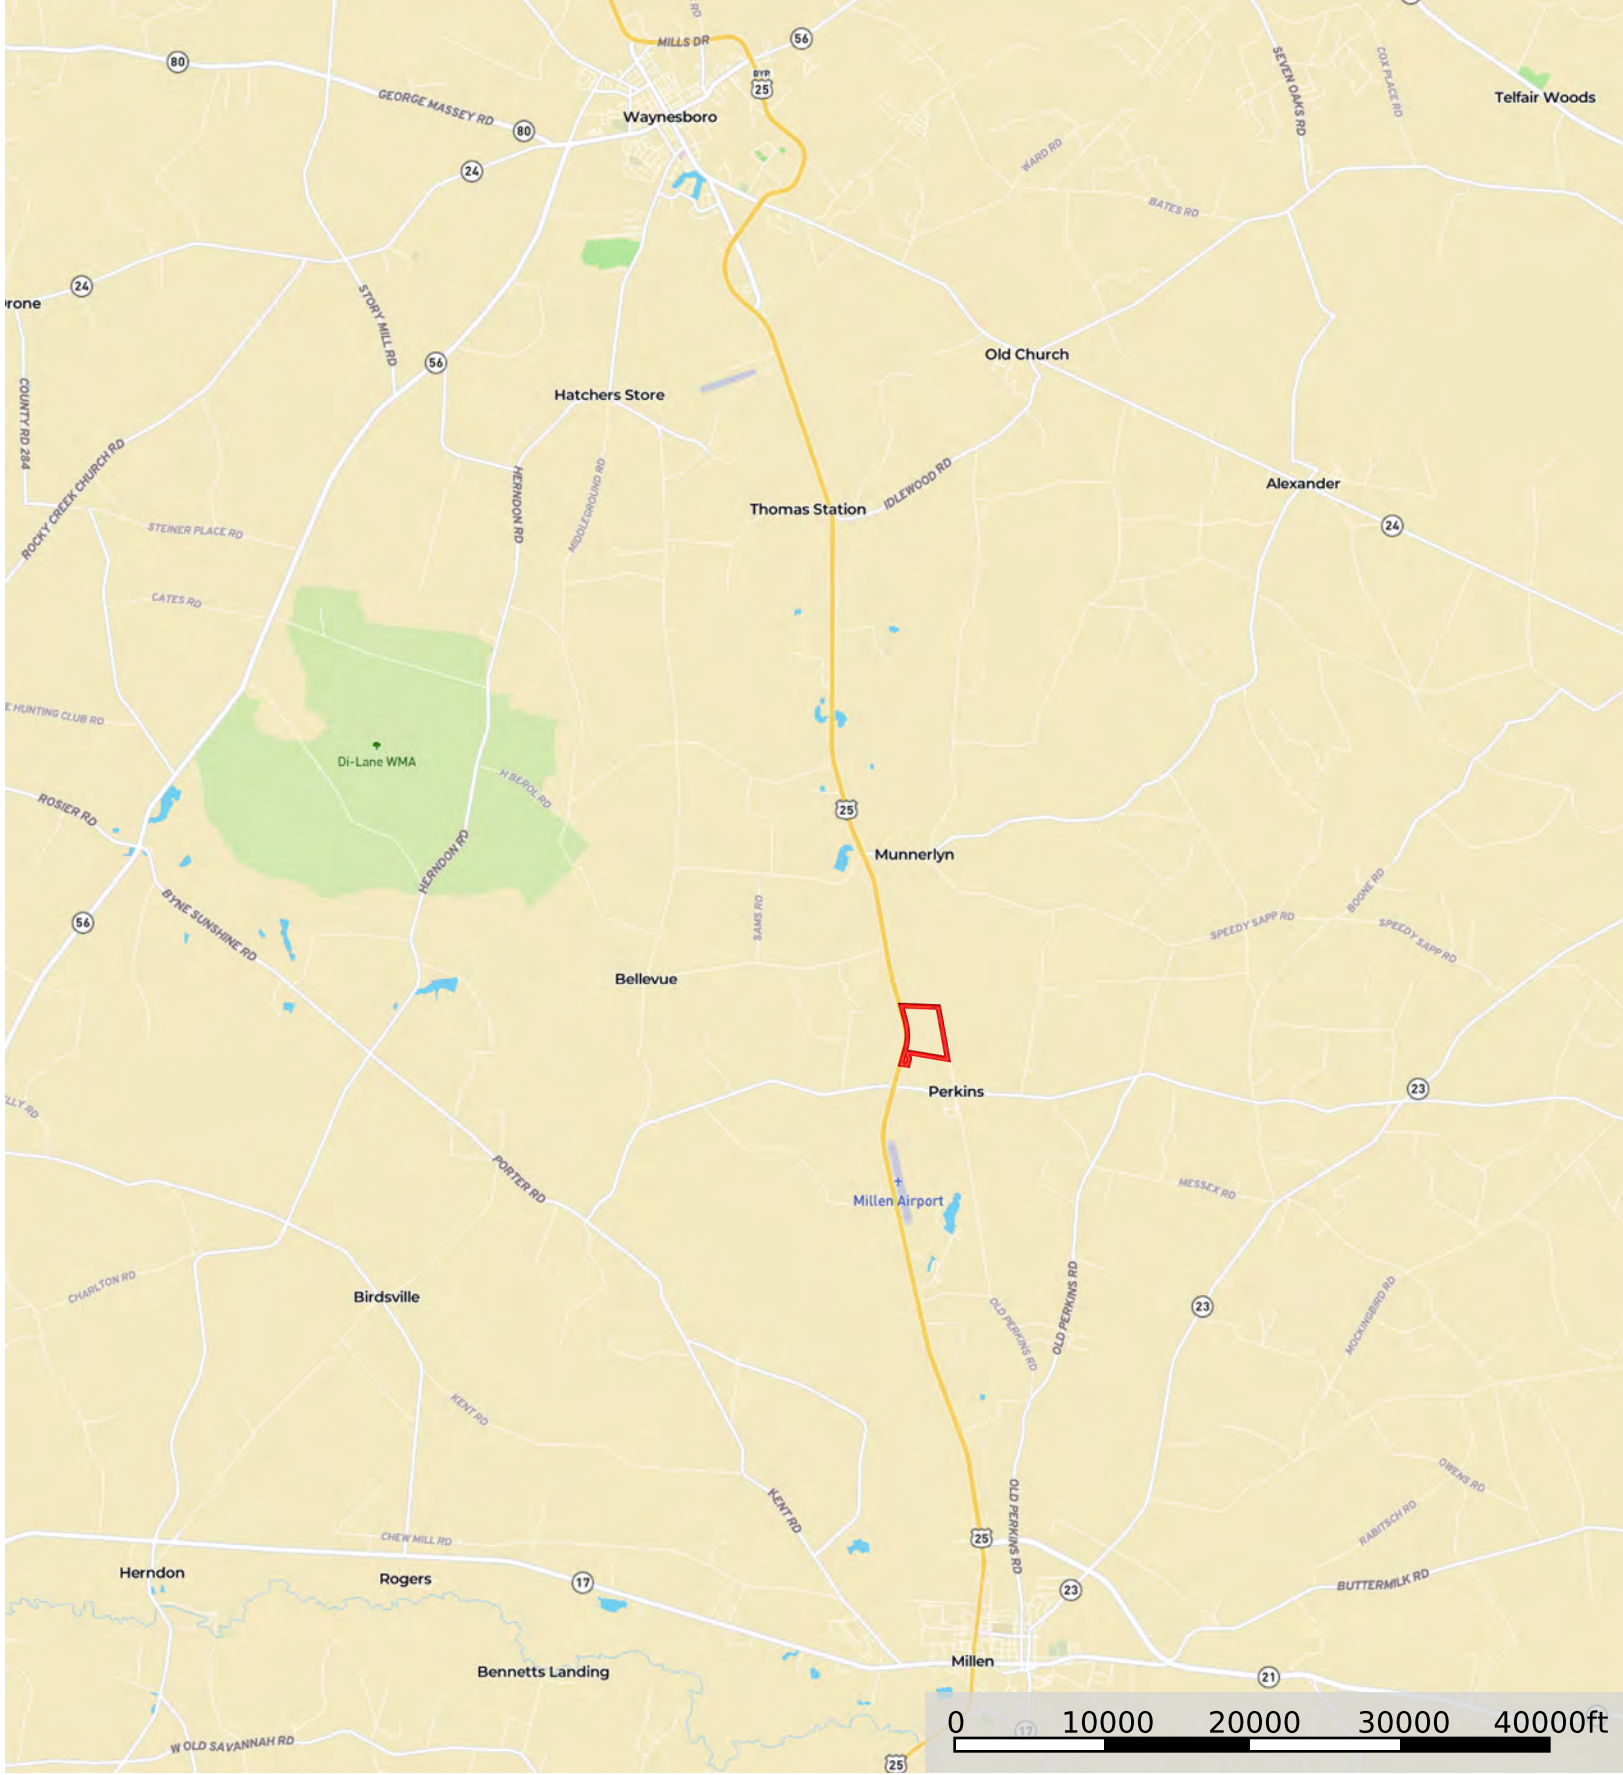 RD
MILLS DR
56
80
BYP
25
GEORGE MASSEY RD
Waynesboro
80
24
SEVEN OAKS RD
COX PLACE RD
Telfair Woods
WARD RD
BATES RD
24
rone
STORY MILL RD
56
Old Church
Hatchers Store
COUNTY RD 284
ROCKY CREEK CHURCH RD
HERNDON RD
MIDDLEGROUND RD
IDLEWOOD RD
Alexander
Thomas Station
24
STEINER PLACE RD
CATES RD
E HUNTING CLUB RD
Di-Lane WMA
H BEROL RD
ROSIER RD
25
HERNDON RD
Munnerlyn
BOONE RD
56
BYNE SUNSHINE RD
SAMS RD
SPEEDY SAPP RD
SPEEDY SAPP RD
Bellevue
LLY RD
Perkins
23
PORTER RD
MESSEX RD
Millen Airport
CHARLTON RD
Birdsville
OLD PERKINS RD
OLD PERKINS RD
23
MOCKINGBIRD RD
KENT RD
KENT RD
OLD PERKINS RD
OWENS RD
RABITSCH RD
CHEW MILL RD
25
Herndon
Rogers
17
23
BUTTERMILK RD
Bennetts Landing
Millen
21
W OLD SAVANNAH RD
17
25
0 10000 20000 30000 40000ft